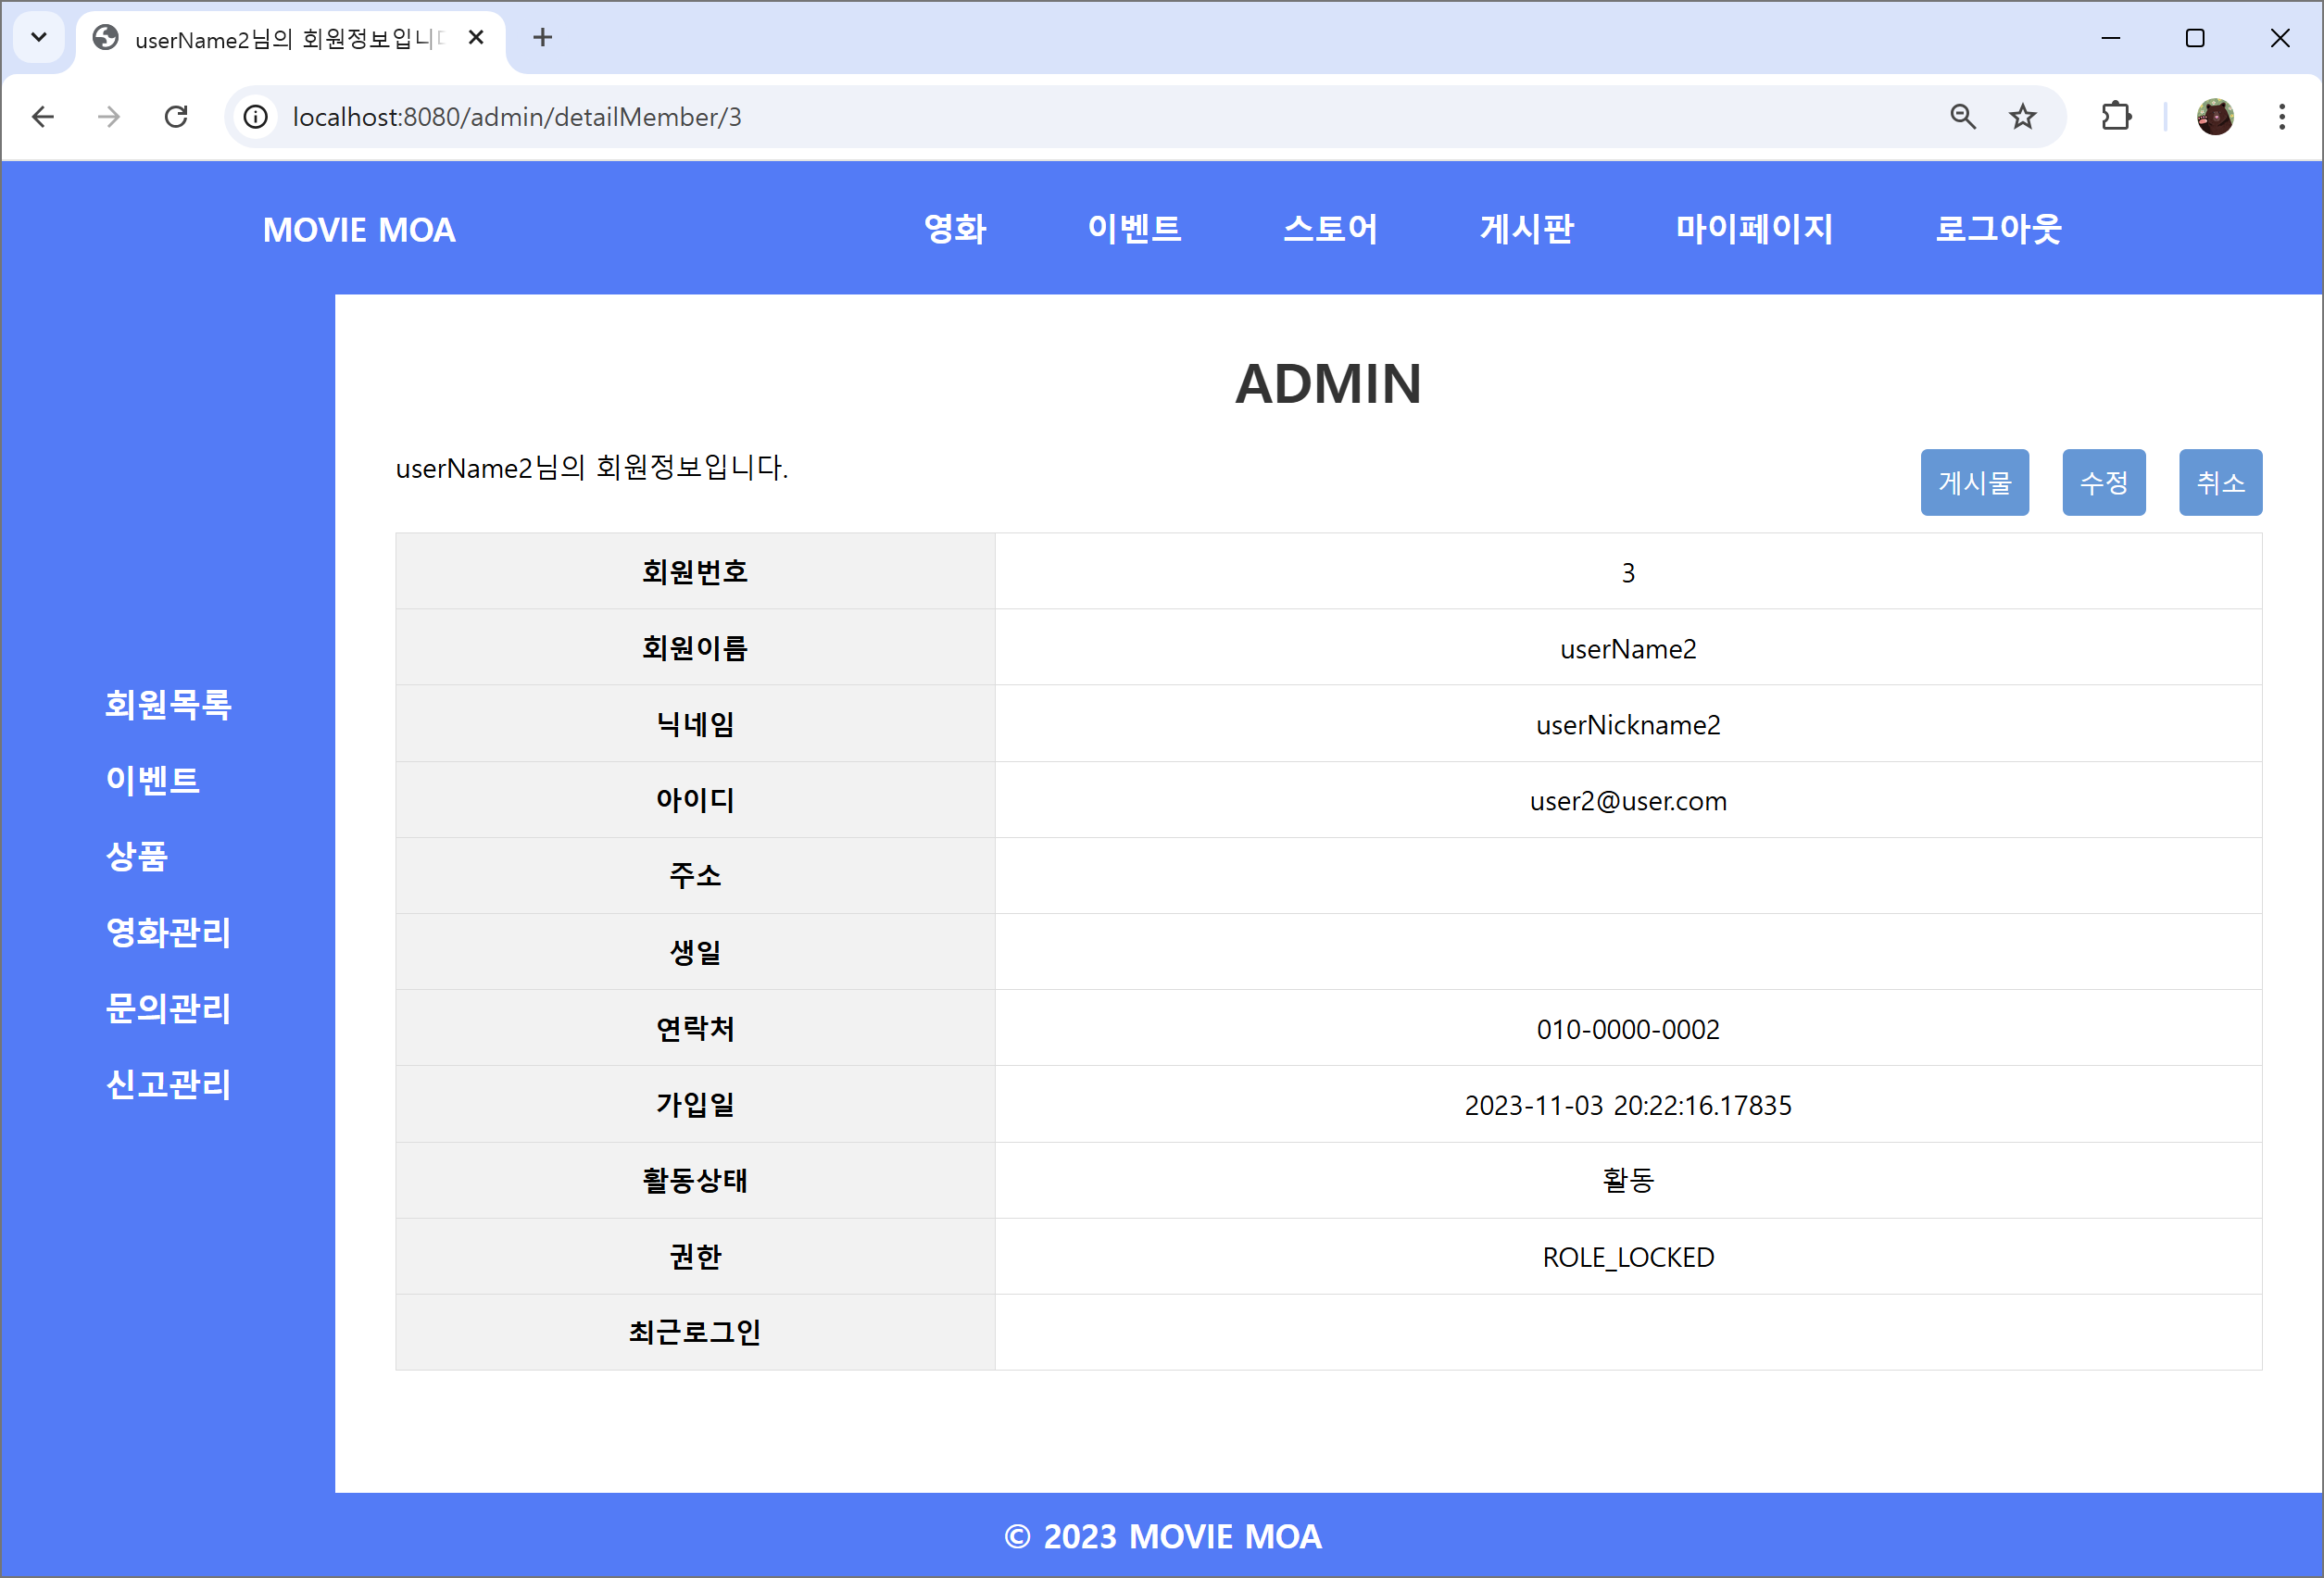 userName2님의 회원정보입니
localhost:8080/admin/detailMember/3
MOVIE MOA 영화 이벤트 스토어 게시판 마이페이지 로그아웃
ADMIN
userName2님의 회원정보입니다. 게시물 수정 취소
회원번호 3
회원이름 userName2
닉네임 userNickname2
아이디 user2@user.com
주소
생일
연락처 010-0000-0002
가입일 2023-11-03 20:22:16.17835
활동상태 활동
권한 ROLE_LOCKED
최근로그인
회원목록
이벤트
상품
영화관리
문의관리
신고관리
© 2023 MOVIE MOA